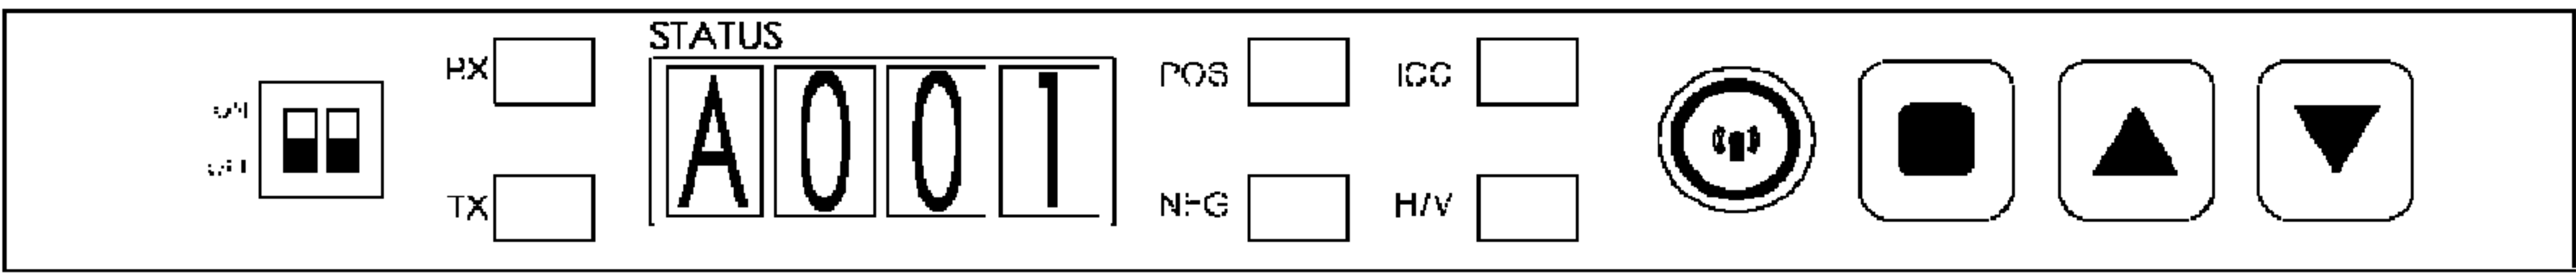 STATUS
RX
A001
POS
ICC
TX
NEG
H/V